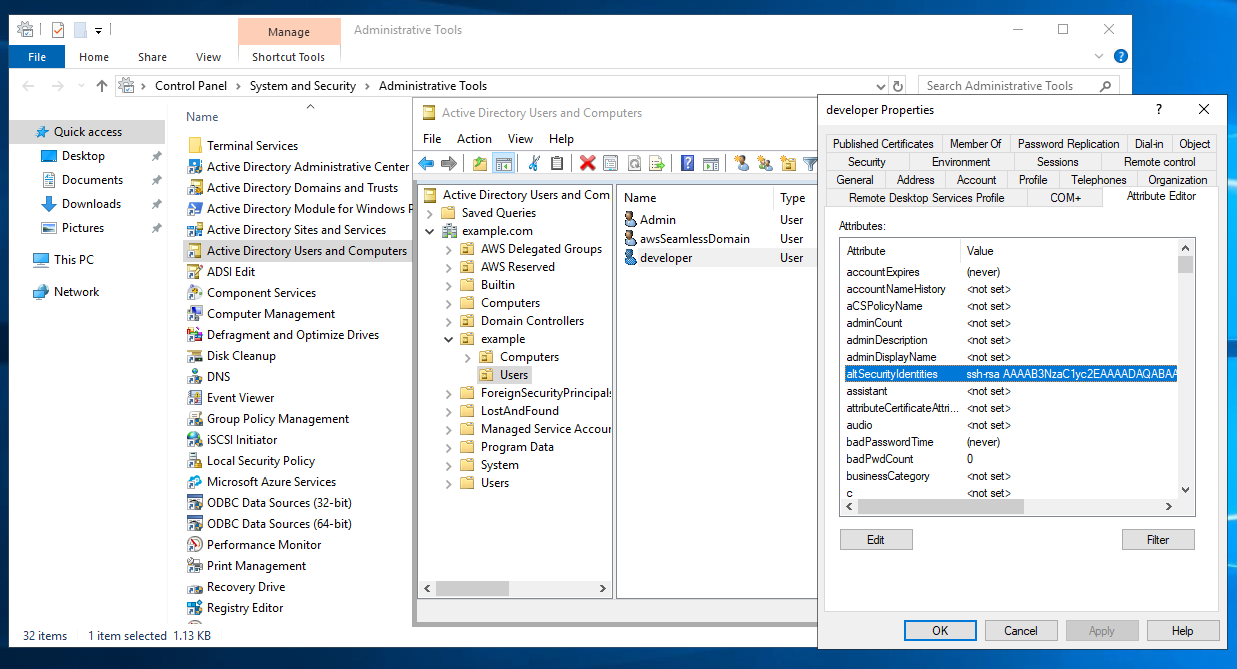 Manage
Administrative Tools
File
Home
Share
View
Shortcut Tools
Control Panel
System and Security
Administrative Tools
Search Administrative Tools
Quick access
Desktop
Documents
Downloads
Pictures
This PC
Network
Name
Terminal Services
Active Directory Administrative Center
Active Directory Domains and Trusts
Active Directory Module for Windows P
Active Directory Sites and Services
Active Directory Users and Computers
ADSI Edit
Component Services
Computer Management
Defragment and Optimize Drives
Disk Cleanup
DNS
Event Viewer
Group Policy Management
iSCSI Initiator
Local Security Policy
Microsoft Azure Services
ODBC Data Sources (32-bit)
ODBC Data Sources (64-bit)
Performance Monitor
Print Management
Recovery Drive
Registry Editor
32 items
1 item selected 1.13 KB
Active Directory Users and Computers
File Action View Help
Active Directory Users and Com
Saved Queries
example.com
AWS Delegated Groups
AWS Reserved
Builtin
Computers
Domain Controllers
example
Computers
Users
ForeignSecurityPrincipals
LostAndFound
Managed Service Accour
Program Data
System
Users
Name Type
Admin User
awsSeamlessDomain User
developer User
developer Properties
?
Published Certificates Member Of Password Replication Dial-in Object
Security Environment Sessions Remote control
General Address Account Profile Telephones Organization
Remote Desktop Services Profile COM+ Attribute Editor
Attributes:
Attribute Value
accountExpires (never)
accountNameHistory <not set>
aCSPolicyName <not set>
adminCount <not set>
adminDescription <not set>
adminDisplayName <not set>
altSecurityIdentities ssh-rsa AAAAB3NzaC1yc2EAAAADAQABAA
assistant <not set>
attributeCertificateAttri... <not set>
audio <not set>
badPasswordTime (never)
badPwdCount 0
businessCategory <not set>
c <not set>
Edit
Filter
OK
Cancel
Apply
Help